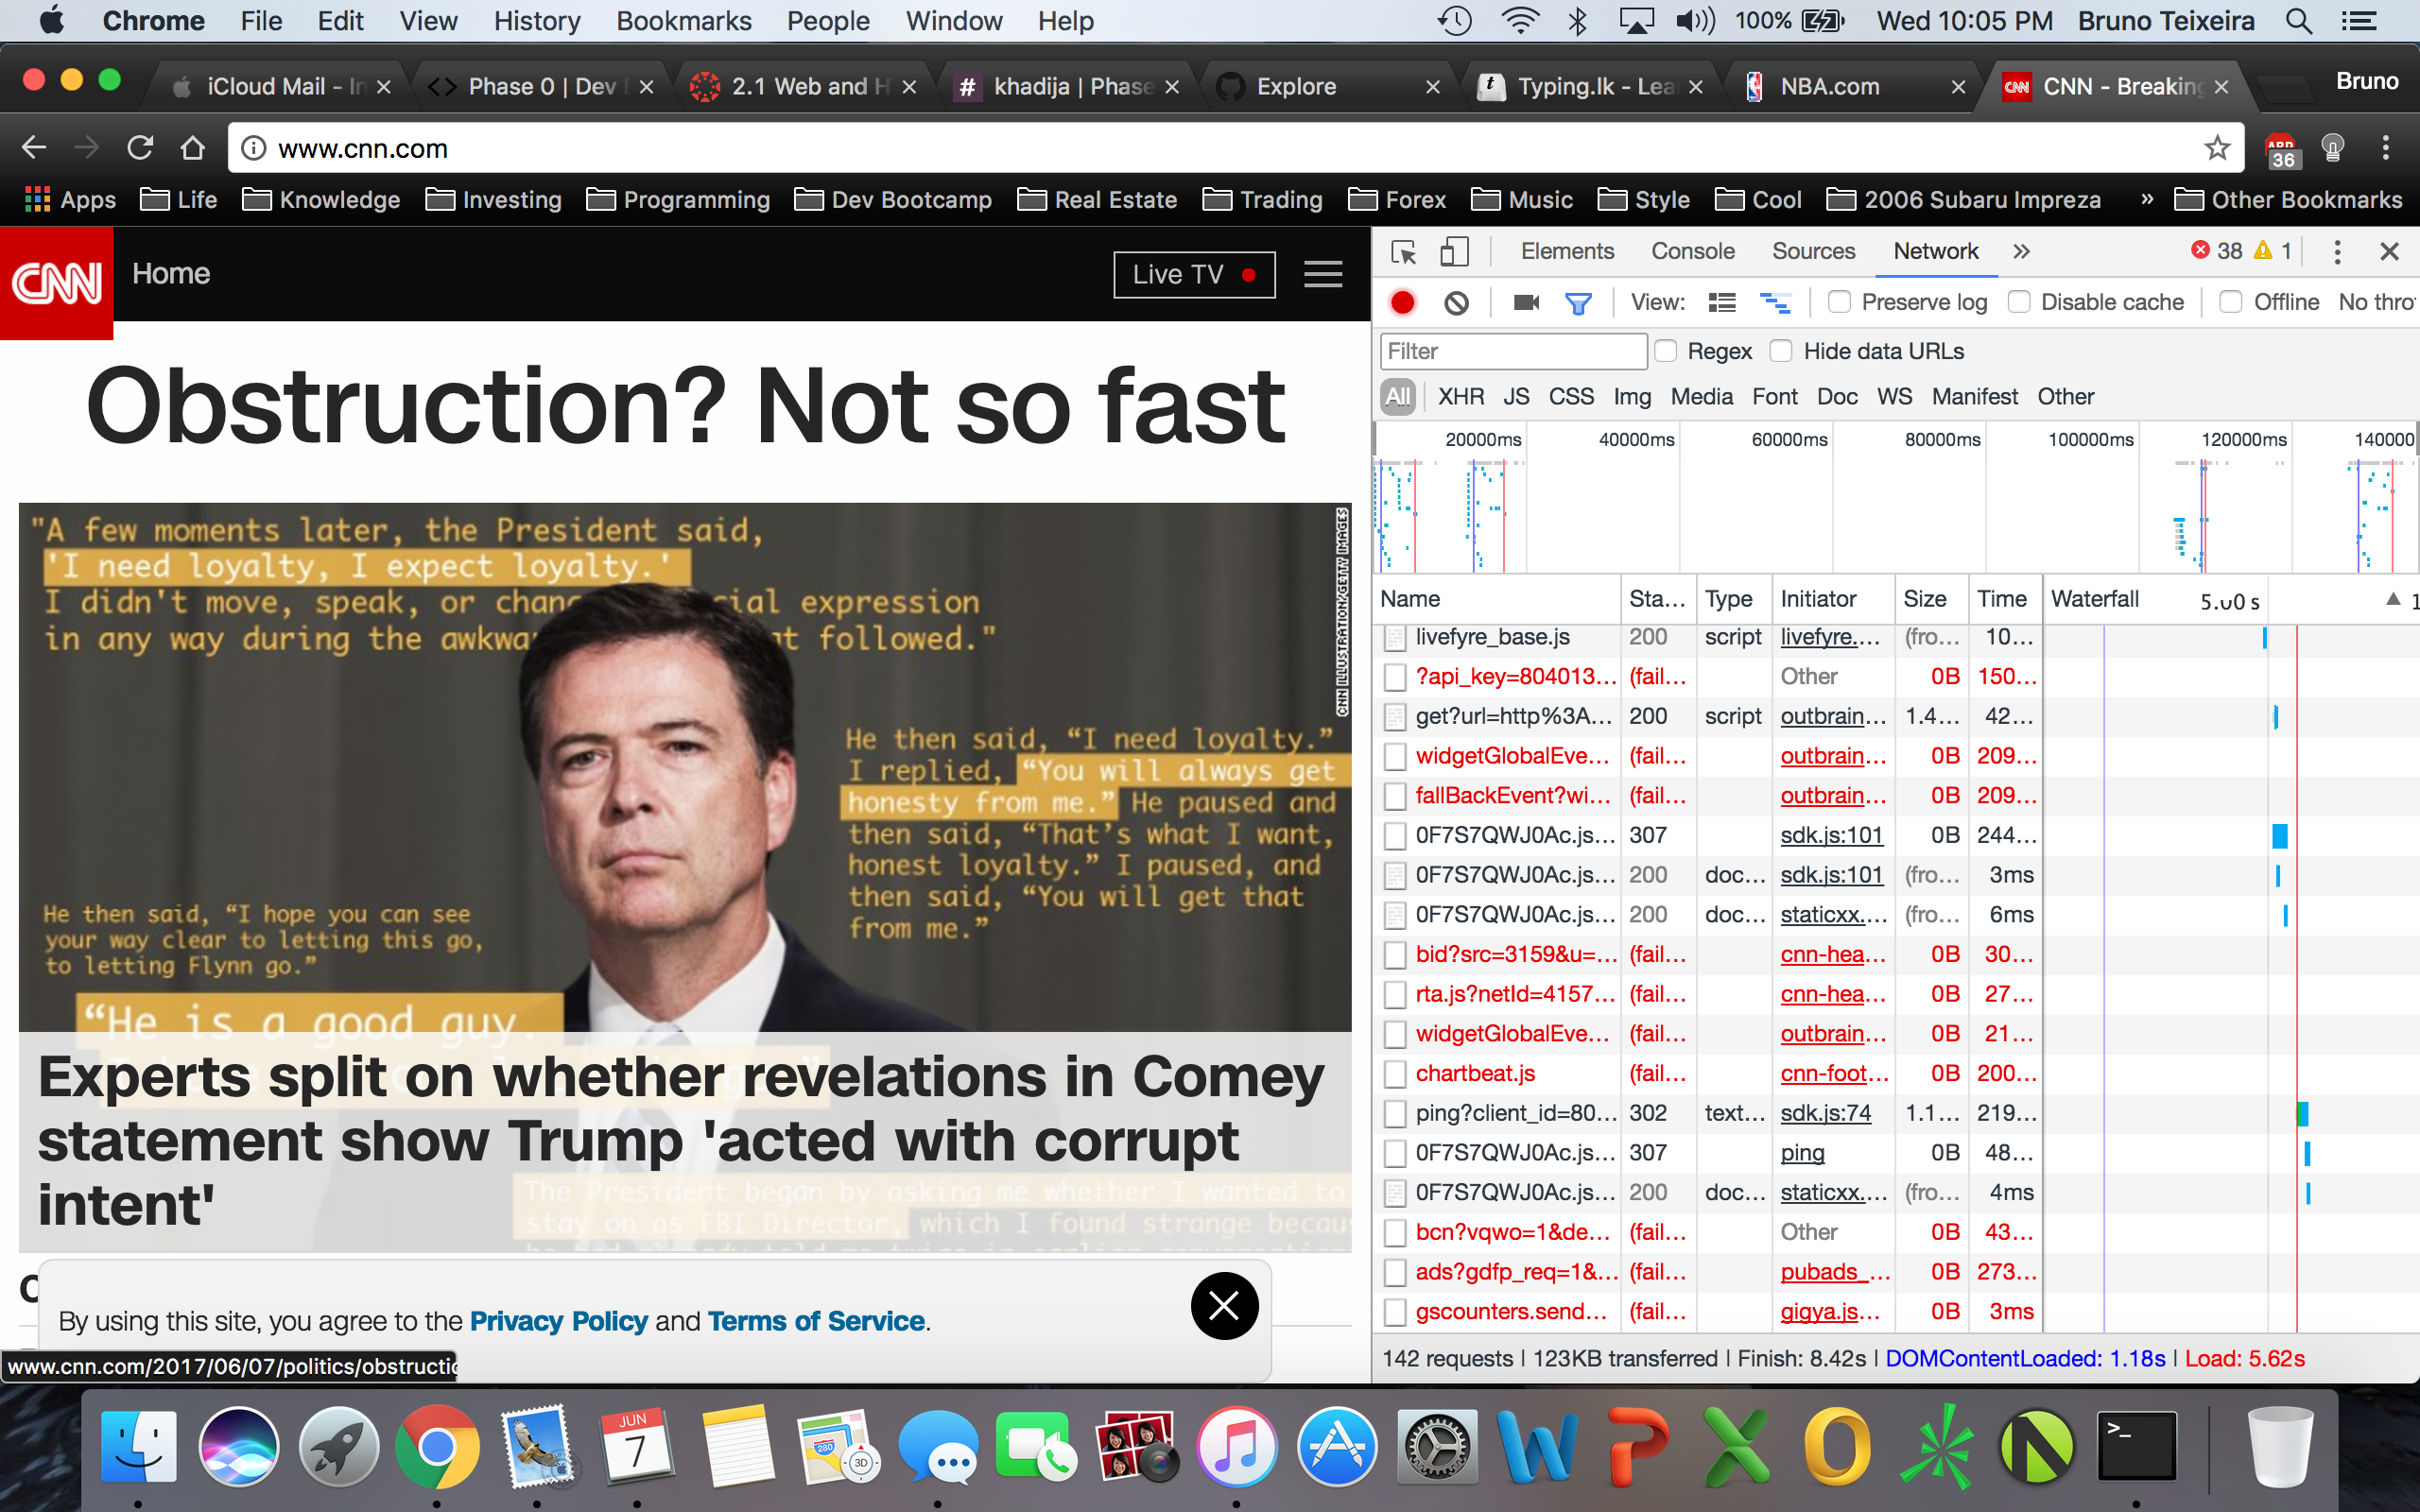 Chrome File Edit View History Bookmarks People Window Help 100% Wed 10:05 PM Bruno Teixeira
iCloud Mail - In Phase 0 | Dev 2.1 Web and H khadija | Phase Explore Typing.lk - Lea NBA.com CNN - Breaking Bruno
www.cnn.com ABP 36
Apps Life Knowledge Investing Programming Dev Bootcamp Real Estate Trading Forex Music Style Cool 2006 Subaru Impreza » Other Bookmarks
CNN Home Live TV
Obstruction? Not so fast
"A few moments later, the President said,
'I need loyalty, I expect loyalty.'
I didn't move, speak, or chan cial expression
in any way during the awkwa t followed."
CNN ILLUSTRATION/GETTY IMAGES
He then said, “I need loyalty.”
I replied, “You will always get
honesty from me.” He paused and
then said, “That’s what I want,
honest loyalty.” I paused, and
then said, “You will get that
from me.”
He then said, “I hope you can see
your way clear to letting this go,
to letting Flynn go.”
“He is a good guy.
Experts split on whether revelations in Comey
statement show Trump 'acted with corrupt
intent'
The President began by asking me whether I wanted to
stay on as FBI Director, which I found strange becau
By using this site, you agree to the Privacy Policy and Terms of Service.
www.cnn.com/2017/06/07/politics/obstructio
Elements Console Sources Network » 38 1
View: Preserve log Disable cache Offline No thro
Filter Regex Hide data URLs
All XHR JS CSS Img Media Font Doc WS Manifest Other
20000ms 40000ms 60000ms 80000ms 100000ms 120000ms 140000
Name Sta... Type Initiator Size Time Waterfall 5.00 s 1
livefyre_base.js 200 script livefyre.... (fro... 10...
?api_key=804013... (fail... Other 0B 150...
get?url=http%3A... 200 script outbrain... 1.4... 42...
widgetGlobalEve... (fail... outbrain... 0B 209...
fallBackEvent?wi... (fail... outbrain... 0B 209...
0F7S7QWJ0Ac.js... 307 sdk.js:101 0B 244...
0F7S7QWJ0Ac.js... 200 doc... sdk.js:101 (fro... 3ms
0F7S7QWJ0Ac.js... 200 doc... staticxx.... (fro... 6ms
bid?src=3159&u=... (fail... cnn-hea... 0B 30...
rta.js?netId=4157... (fail... cnn-hea... 0B 27...
widgetGlobalEve... (fail... outbrain... 0B 21...
chartbeat.js (fail... cnn-foot... 0B 200...
ping?client_id=80... 302 text... sdk.js:74 1.1... 219...
0F7S7QWJ0Ac.js... 307 ping 0B 48...
0F7S7QWJ0Ac.js... 200 doc... staticxx.... (fro... 4ms
bcn?vqwo=1&de... (fail... Other 0B 43...
ads?gdfp_req=1&... (fail... pubads_... 0B 273...
gscounters.send... (fail... gigya.js... 0B 3ms
142 requests | 123KB transferred | Finish: 8.42s | DOMContentLoaded: 1.18s | Load: 5.62s
JUN
7
280
3D